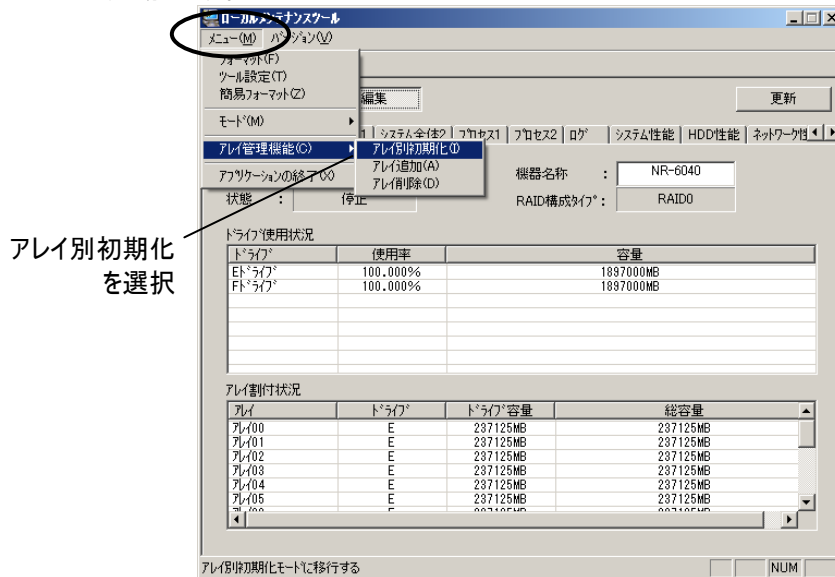 ローカルメンテナンスツール
メニュー(M) バージョン(V)
フォーマット(F)
ツール設定(T)
簡易フォーマット(Z)
モード(M)
アレイ管理機能(C)
アプリケーションの終了(X)
アレイ別初期化(I)
アレイ追加(A)
アレイ削除(D)
編集
更新
システム全体2 プロセス1 プロセス2 ログ システム性能 HDD性能
機器名称 : NR-6040
状態 : 停止
RAID構成タイプ : RAID0
アレイ別初期化
を選択
ドライブ使用状況
ドライブ 使用率 容量
Eドライブ 100.000% 1897000MB
Fドライブ 100.000% 1897000MB
アレイ割付状況
アレイ ドライブ ドライブ容量 総容量
アレイ00 E 237125MB 237125MB
アレイ01 E 237125MB 237125MB
アレイ02 E 237125MB 237125MB
アレイ03 E 237125MB 237125MB
アレイ04 E 237125MB 237125MB
アレイ05 E 237125MB 237125MB
アレイ別初期化モードに移行する
NUM